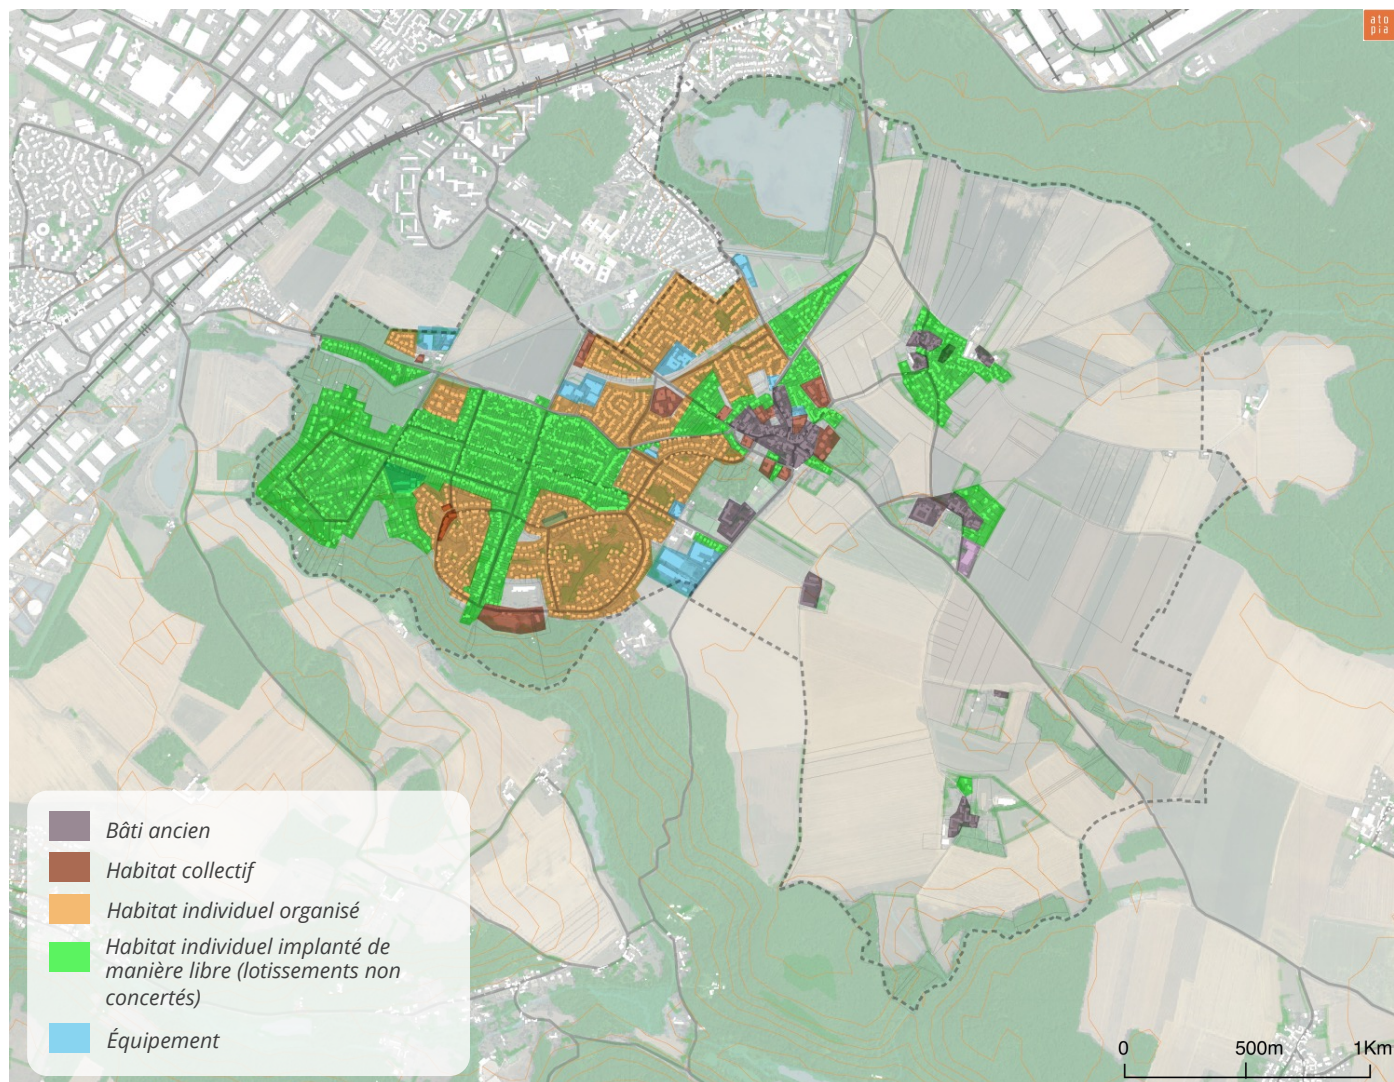 ato
pia
Bâti ancien
Habitat collectif
Habitat individuel organisé
Habitat individuel implanté de
manière libre (lotissements non
concertés)
Équipement
0 500m 1Km